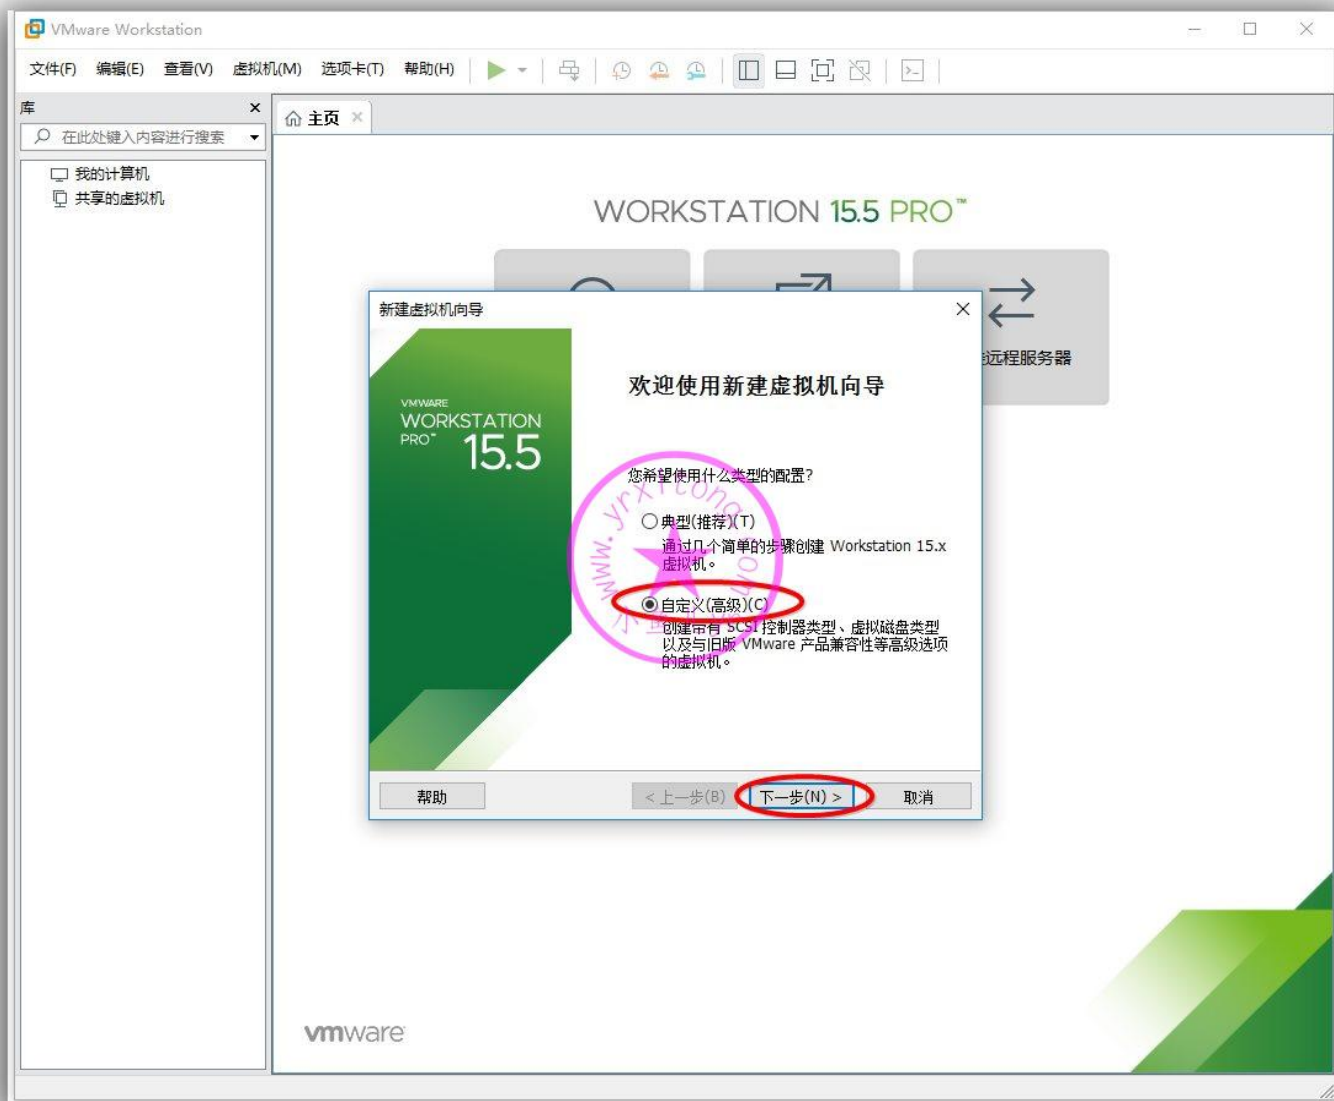 VMware Workstation
文件(F) 编辑(E) 查看(V) 虚拟机(M) 选项卡(T) 帮助(H)
库
主页
在此处键入内容进行搜索
我的计算机
共享的虚拟机
WORKSTATION 15.5 PRO™
远程服务器
新建虚拟机向导
VMWARE
WORKSTATION
PRO™ 15.5
欢迎使用新建虚拟机向导
您希望使用什么类型的配置?
典型(推荐)(T)
通过几个简单的步骤创建 Workstation 15.x
虚拟机。
自定义(高级)(C)
创建带有 SCSI 控制器类型、虚拟磁盘类型
以及与旧版 VMware 产品兼容性等高级选项
的虚拟机。
www.yrxitong.com
帮助
< 上一步(B)
下一步(N) >
取消
vmware